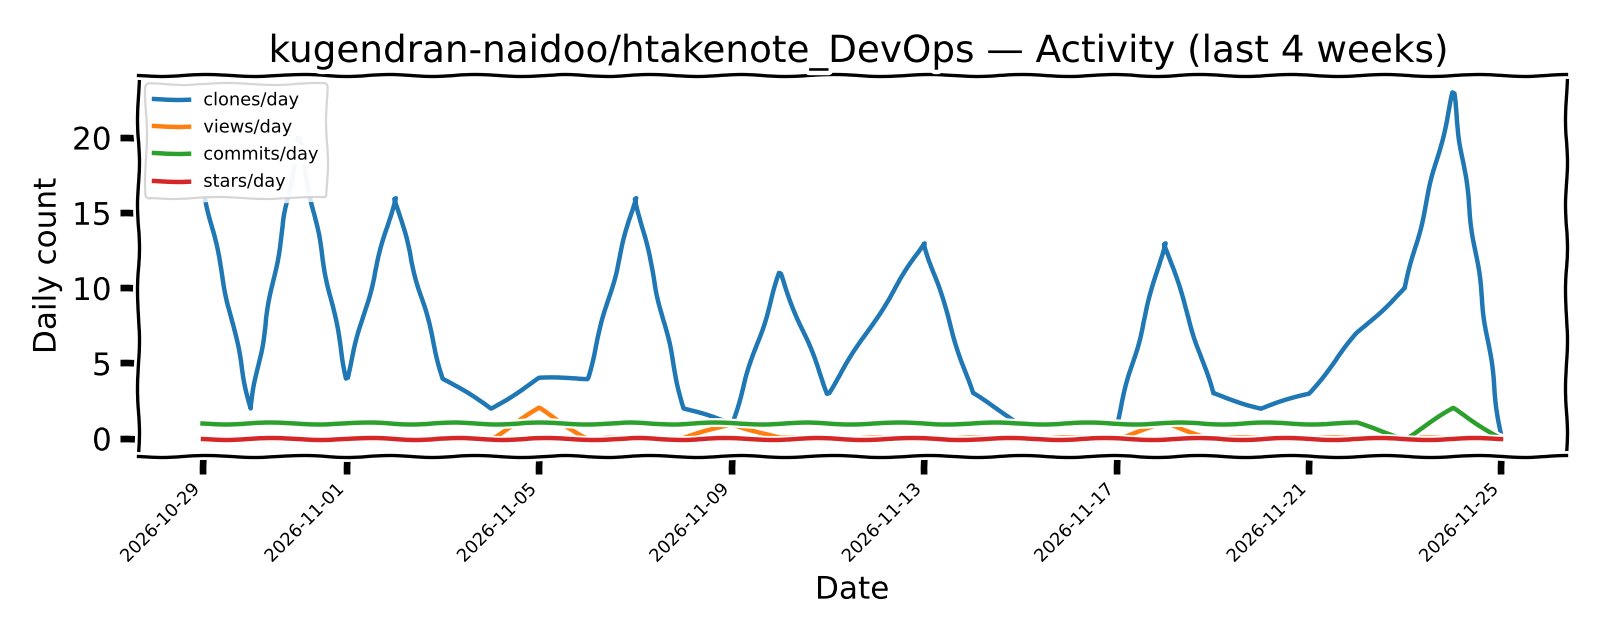 kugendran-naidoo/htakenote_DevOps — Activity (last 4 weeks)
clones/day
views/day
commits/day
stars/day
Daily count
20
15
10
5
0
2026-10-29
2026-11-01
2026-11-05
2026-11-09
2026-11-13
2026-11-17
2026-11-21
2026-11-25
Date